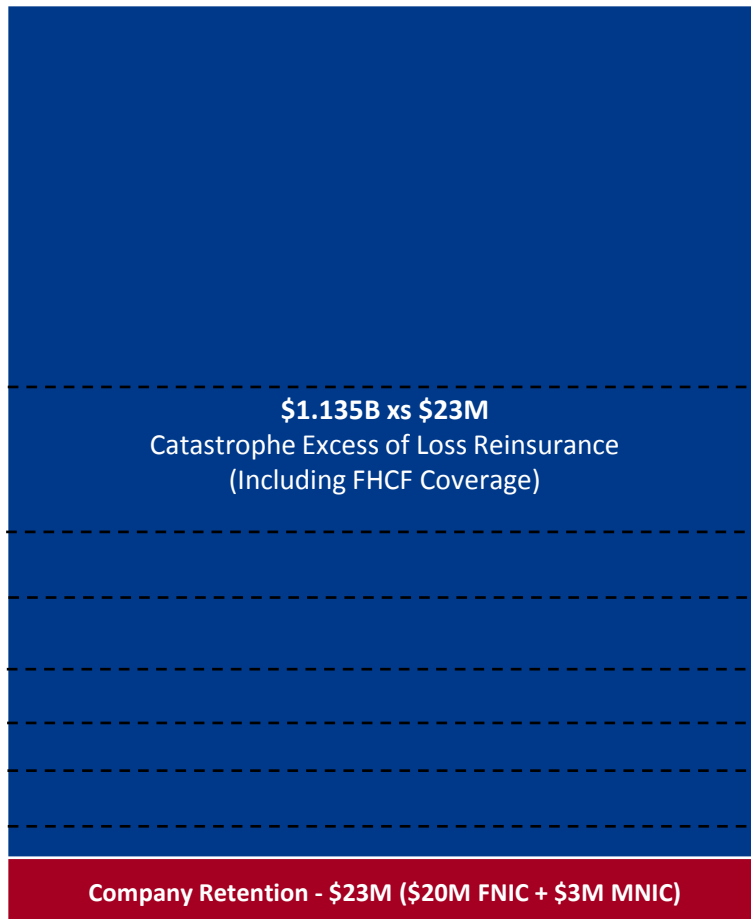 $1.135B xs $23M
Catastrophe Excess of Loss Reinsurance
(Including FHCF Coverage)
Company Retention - $23M ($20M FNIC + $3M MNIC)